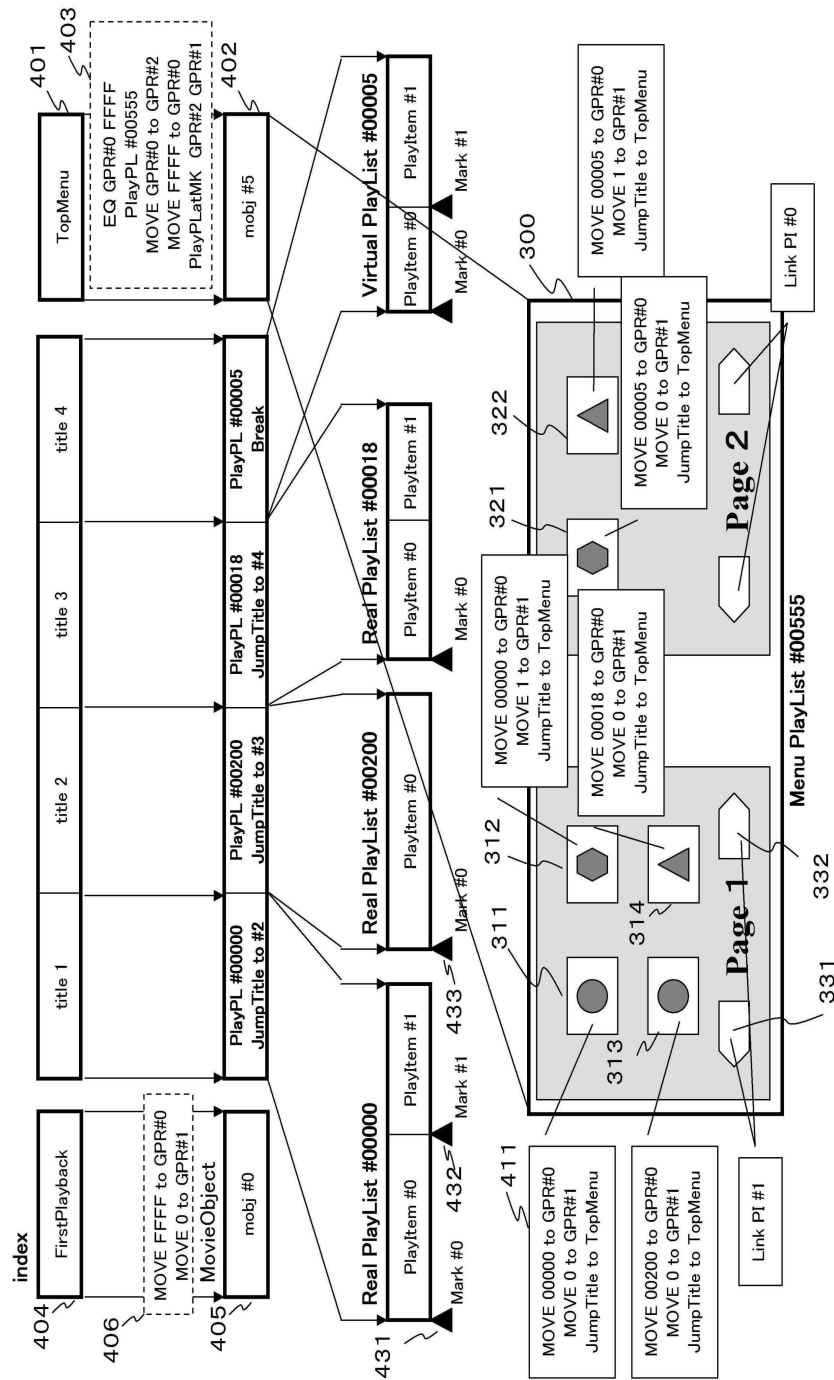 index
404
FirstPlayback
title 1
title 2
title 3
title 4
TopMenu
401
406
MOVE FFFF to GPR#0
MOVE 0 to GPR#1
403
EQ GPR#0 FFFF
PlayPL #00555
MOVE GPR#0 to GPR#2
MOVE FFFF to GPR#0
PlayPLatMK GPR#2 GPR#1
MovieObject
405
mobj #0
PlayPL #00000
JumpTitle to #2
PlayPL #00200
JumpTitle to #3
PlayPL #00018
JumpTitle to #4
PlayPL #00005
Break
mobj #5
402
Real PlayList #00000
PlayItem #0
PlayItem #1
431
Mark #0
432
Mark #1
Real PlayList #00200
PlayItem #0
433
Mark #0
Real PlayList #00018
PlayItem #0
PlayItem #1
Mark #0
Virtual PlayList #00005
PlayItem #0
PlayItem #1
Mark #0
Mark #1
411
MOVE 00000 to GPR#0
MOVE 0 to GPR#1
JumpTitle to TopMenu
MOVE 00200 to GPR#0
MOVE 0 to GPR#1
JumpTitle to TopMenu
Link PI #1
311
312
313
314
MOVE 00000 to GPR#0
MOVE 1 to GPR#1
JumpTitle to TopMenu
MOVE 00018 to GPR#0
MOVE 0 to GPR#1
JumpTitle to TopMenu
Page 1
331
332
321
322
300
MOVE 00005 to GPR#0
MOVE 0 to GPR#1
JumpTitle to TopMenu
MOVE 00005 to GPR#0
MOVE 1 to GPR#1
JumpTitle to TopMenu
Page 2
Link PI #0
Menu PlayList #00555